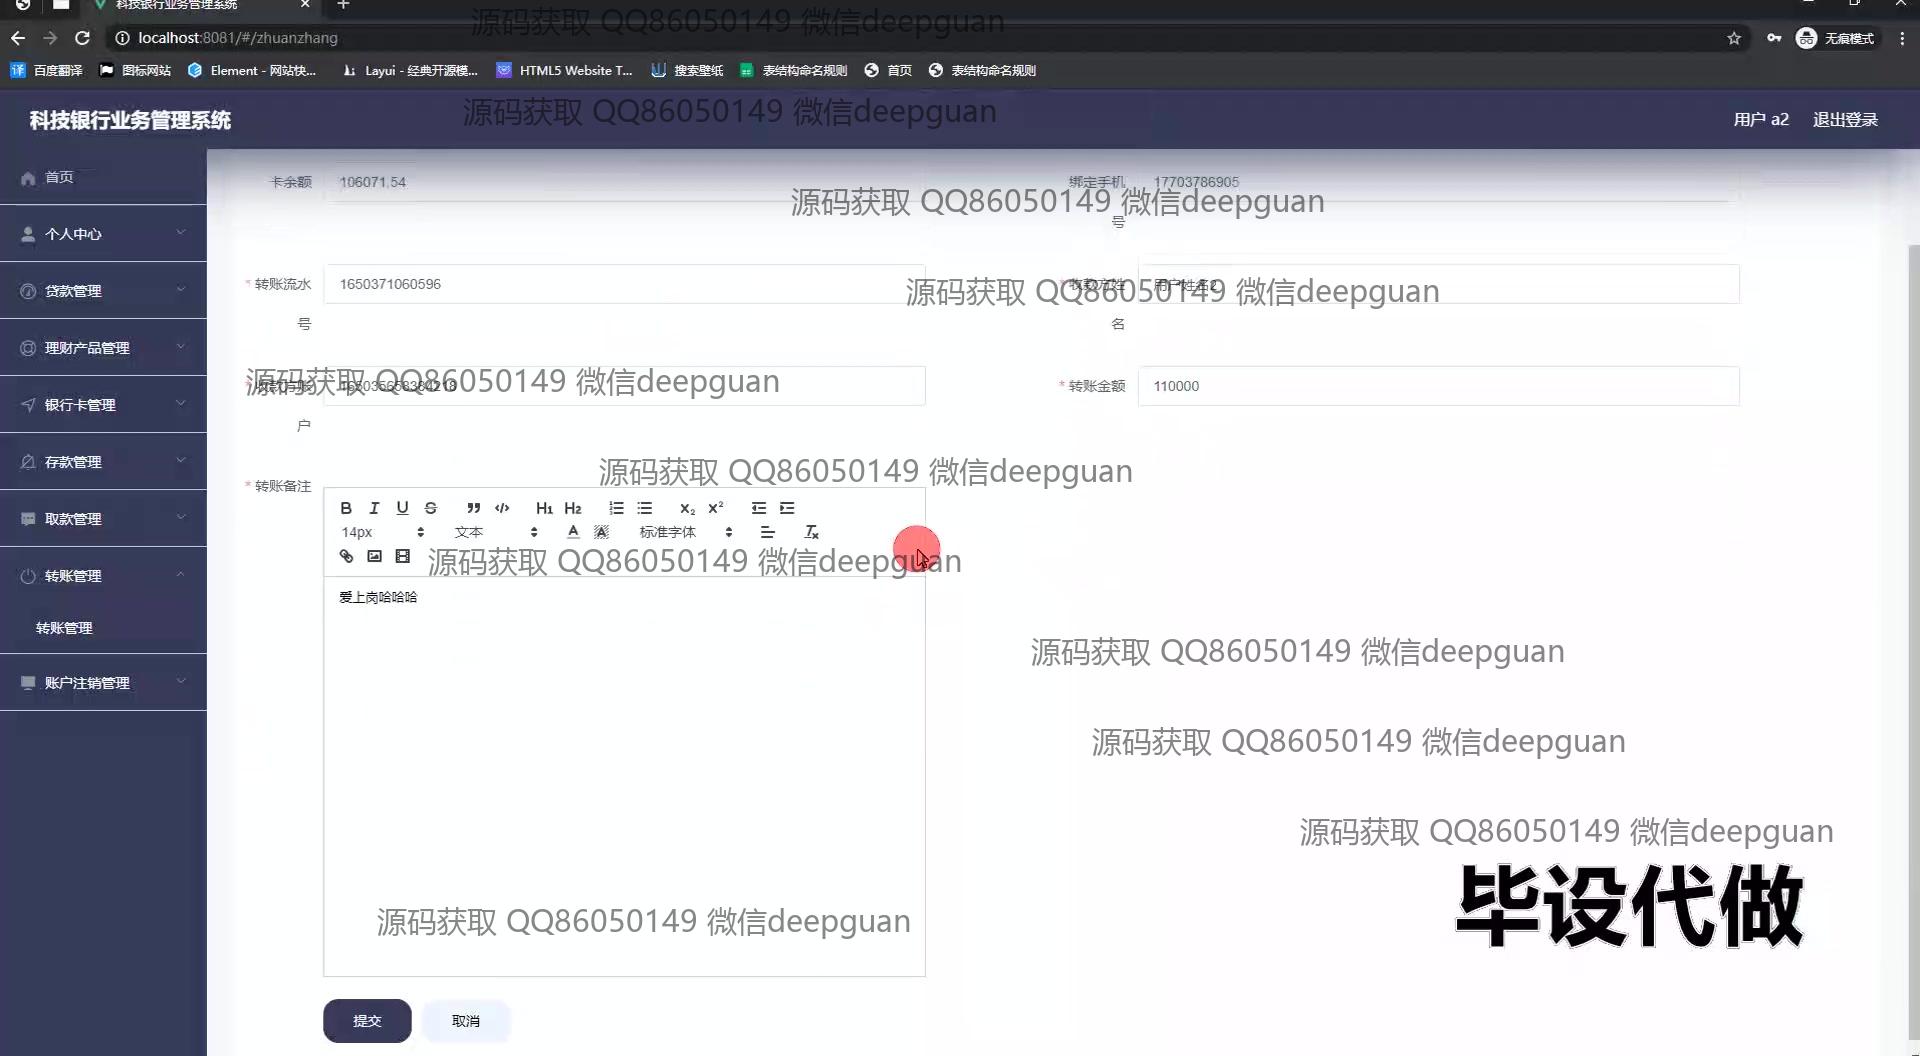 科技银行业务管理系统
源码获取 QQ86050149 微信deepguan
localhost:8081/#/zhuanzhang
无痕模式
百度翻译
图标网站
Element - 网站快...
Layui - 经典开源模...
HTML5 Website T...
搜索壁纸
表结构命名规则
首页
表结构命名规则
科技银行业务管理系统
源码获取 QQ86050149 微信deepguan
用户 a2
退出登录
首页
个人中心
贷款管理
理财产品管理
银行卡管理
存款管理
取款管理
转账管理
转账管理
账户注销管理
卡余额
106071.54
绑定手机号
17703786905
源码获取 QQ86050149 微信deepguan
* 转账流水号
1650371060596
* 收款方姓名
用户姓名2
源码获取 QQ86050149 微信deepguan
源码获取 QQ86050149 微信deepguan
* 转账金额
110000
源码获取 QQ86050149 微信deepguan
* 转账备注
B I U S H1 H2 X2 X2
14px
文本
A
标准字体
源码获取 QQ86050149 微信deepguan
爱上岗哈哈哈
源码获取 QQ86050149 微信deepguan
源码获取 QQ86050149 微信deepguan
源码获取 QQ86050149 微信deepguan
毕设代做
源码获取 QQ86050149 微信deepguan
提交
取消